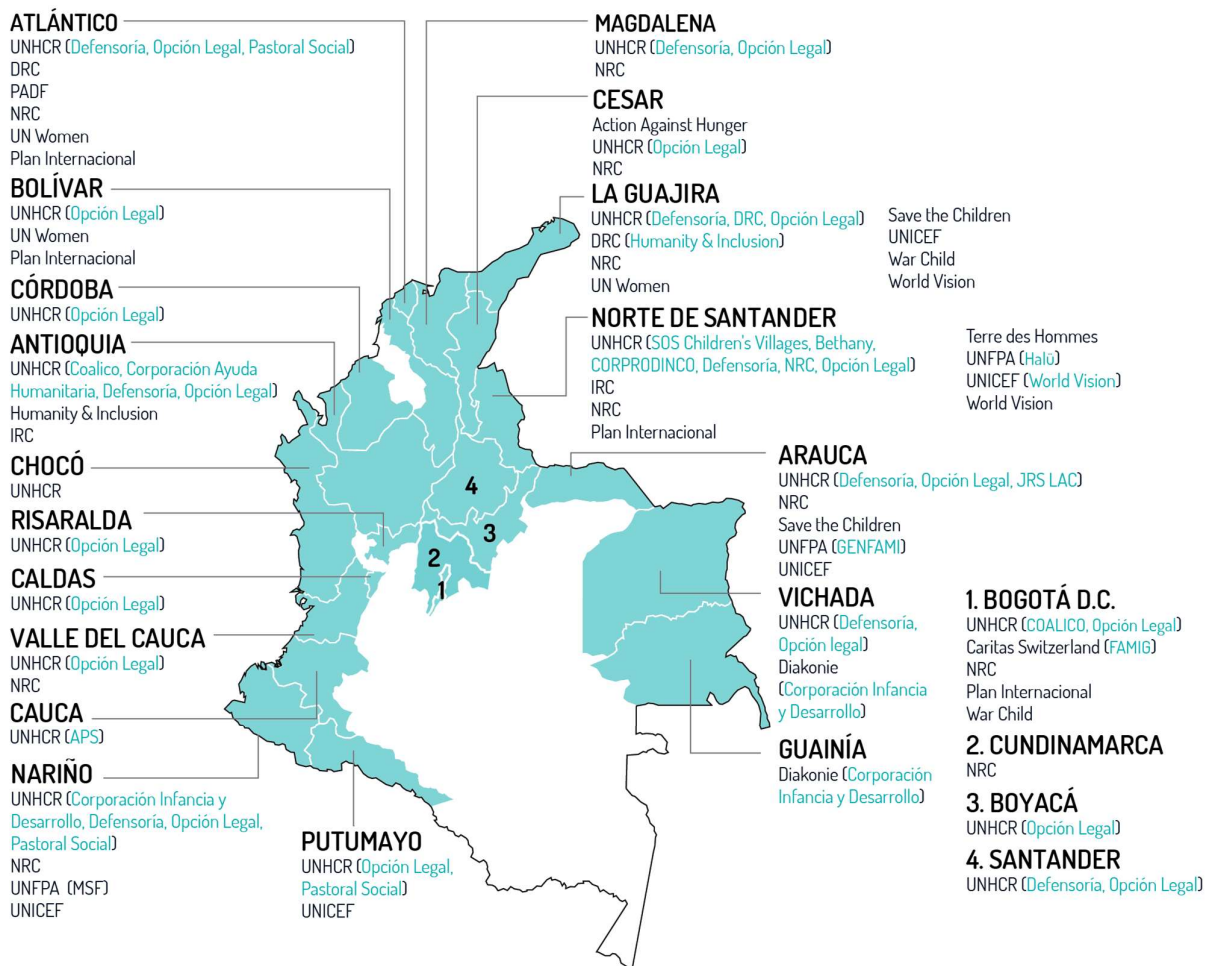 ATLÁNTICO
UNHCR (Defensoría, Opción Legal, Pastoral Social)
DRC
PADF
NRC
UN Women
Plan Internacional
BOLÍVAR
UNHCR (Opción Legal)
UN Women
Plan Internacional
CÓRDOBA
UNHCR (Opción Legal)
ANTIOQUIA
UNHCR (Coalico, Corporación Ayuda
Humanitaria, Defensoría, Opción Legal)
Humanity & Inclusion
IRC
CHOCÓ
UNHCR
RISARALDA
UNHCR (Opción Legal)
CALDAS
UNHCR (Opción Legal)
VALLE DEL CAUCA
UNHCR (Opción Legal)
NRC
CAUCA
UNHCR (APS)
NARIÑO
UNHCR (Corporación Infancia y
Desarrollo, Defensoría, Opción Legal,
Pastoral Social)
NRC
UNFPA (MSF)
UNICEF
PUTUMAYO
UNHCR (Opción Legal,
Pastoral Social)
UNICEF
MAGDALENA
UNHCR (Defensoría, Opción Legal)
NRC
CESAR
Action Against Hunger
UNHCR (Opción Legal)
NRC
LA GUAJIRA
UNHCR (Defensoría, DRC, Opción Legal)
DRC (Humanity & Inclusion)
NRC
UN Women
Save the Children
UNICEF
War Child
World Vision
NORTE DE SANTANDER
UNHCR (SOS Children's Villages, Bethany,
CORPRODINCO, Defensoría, NRC, Opción Legal)
IRC
NRC
Plan Internacional
Terre des Hommes
UNFPA (Halü)
UNICEF (World Vision)
World Vision
ARAUCA
UNHCR (Defensoría, Opción Legal, JRS LAC)
NRC
Save the Children
UNFPA (GENFAMI)
UNICEF
VICHADA
UNHCR (Defensoría,
Opción legal)
Diakonie
(Corporación Infancia
y Desarrollo)
GUAINÍA
Diakonie (Corporación
Infancia y Desarrollo)
1. BOGOTÁ D.C.
UNHCR (COALICO, Opción Legal)
Caritas Switzerland (FAMIG)
NRC
Plan Internacional
War Child
2. CUNDINAMARCA
NRC
3. BOYACÁ
UNHCR (Opción Legal)
4. SANTANDER
UNHCR (Defensoría, Opción Legal)
4
3
2
1